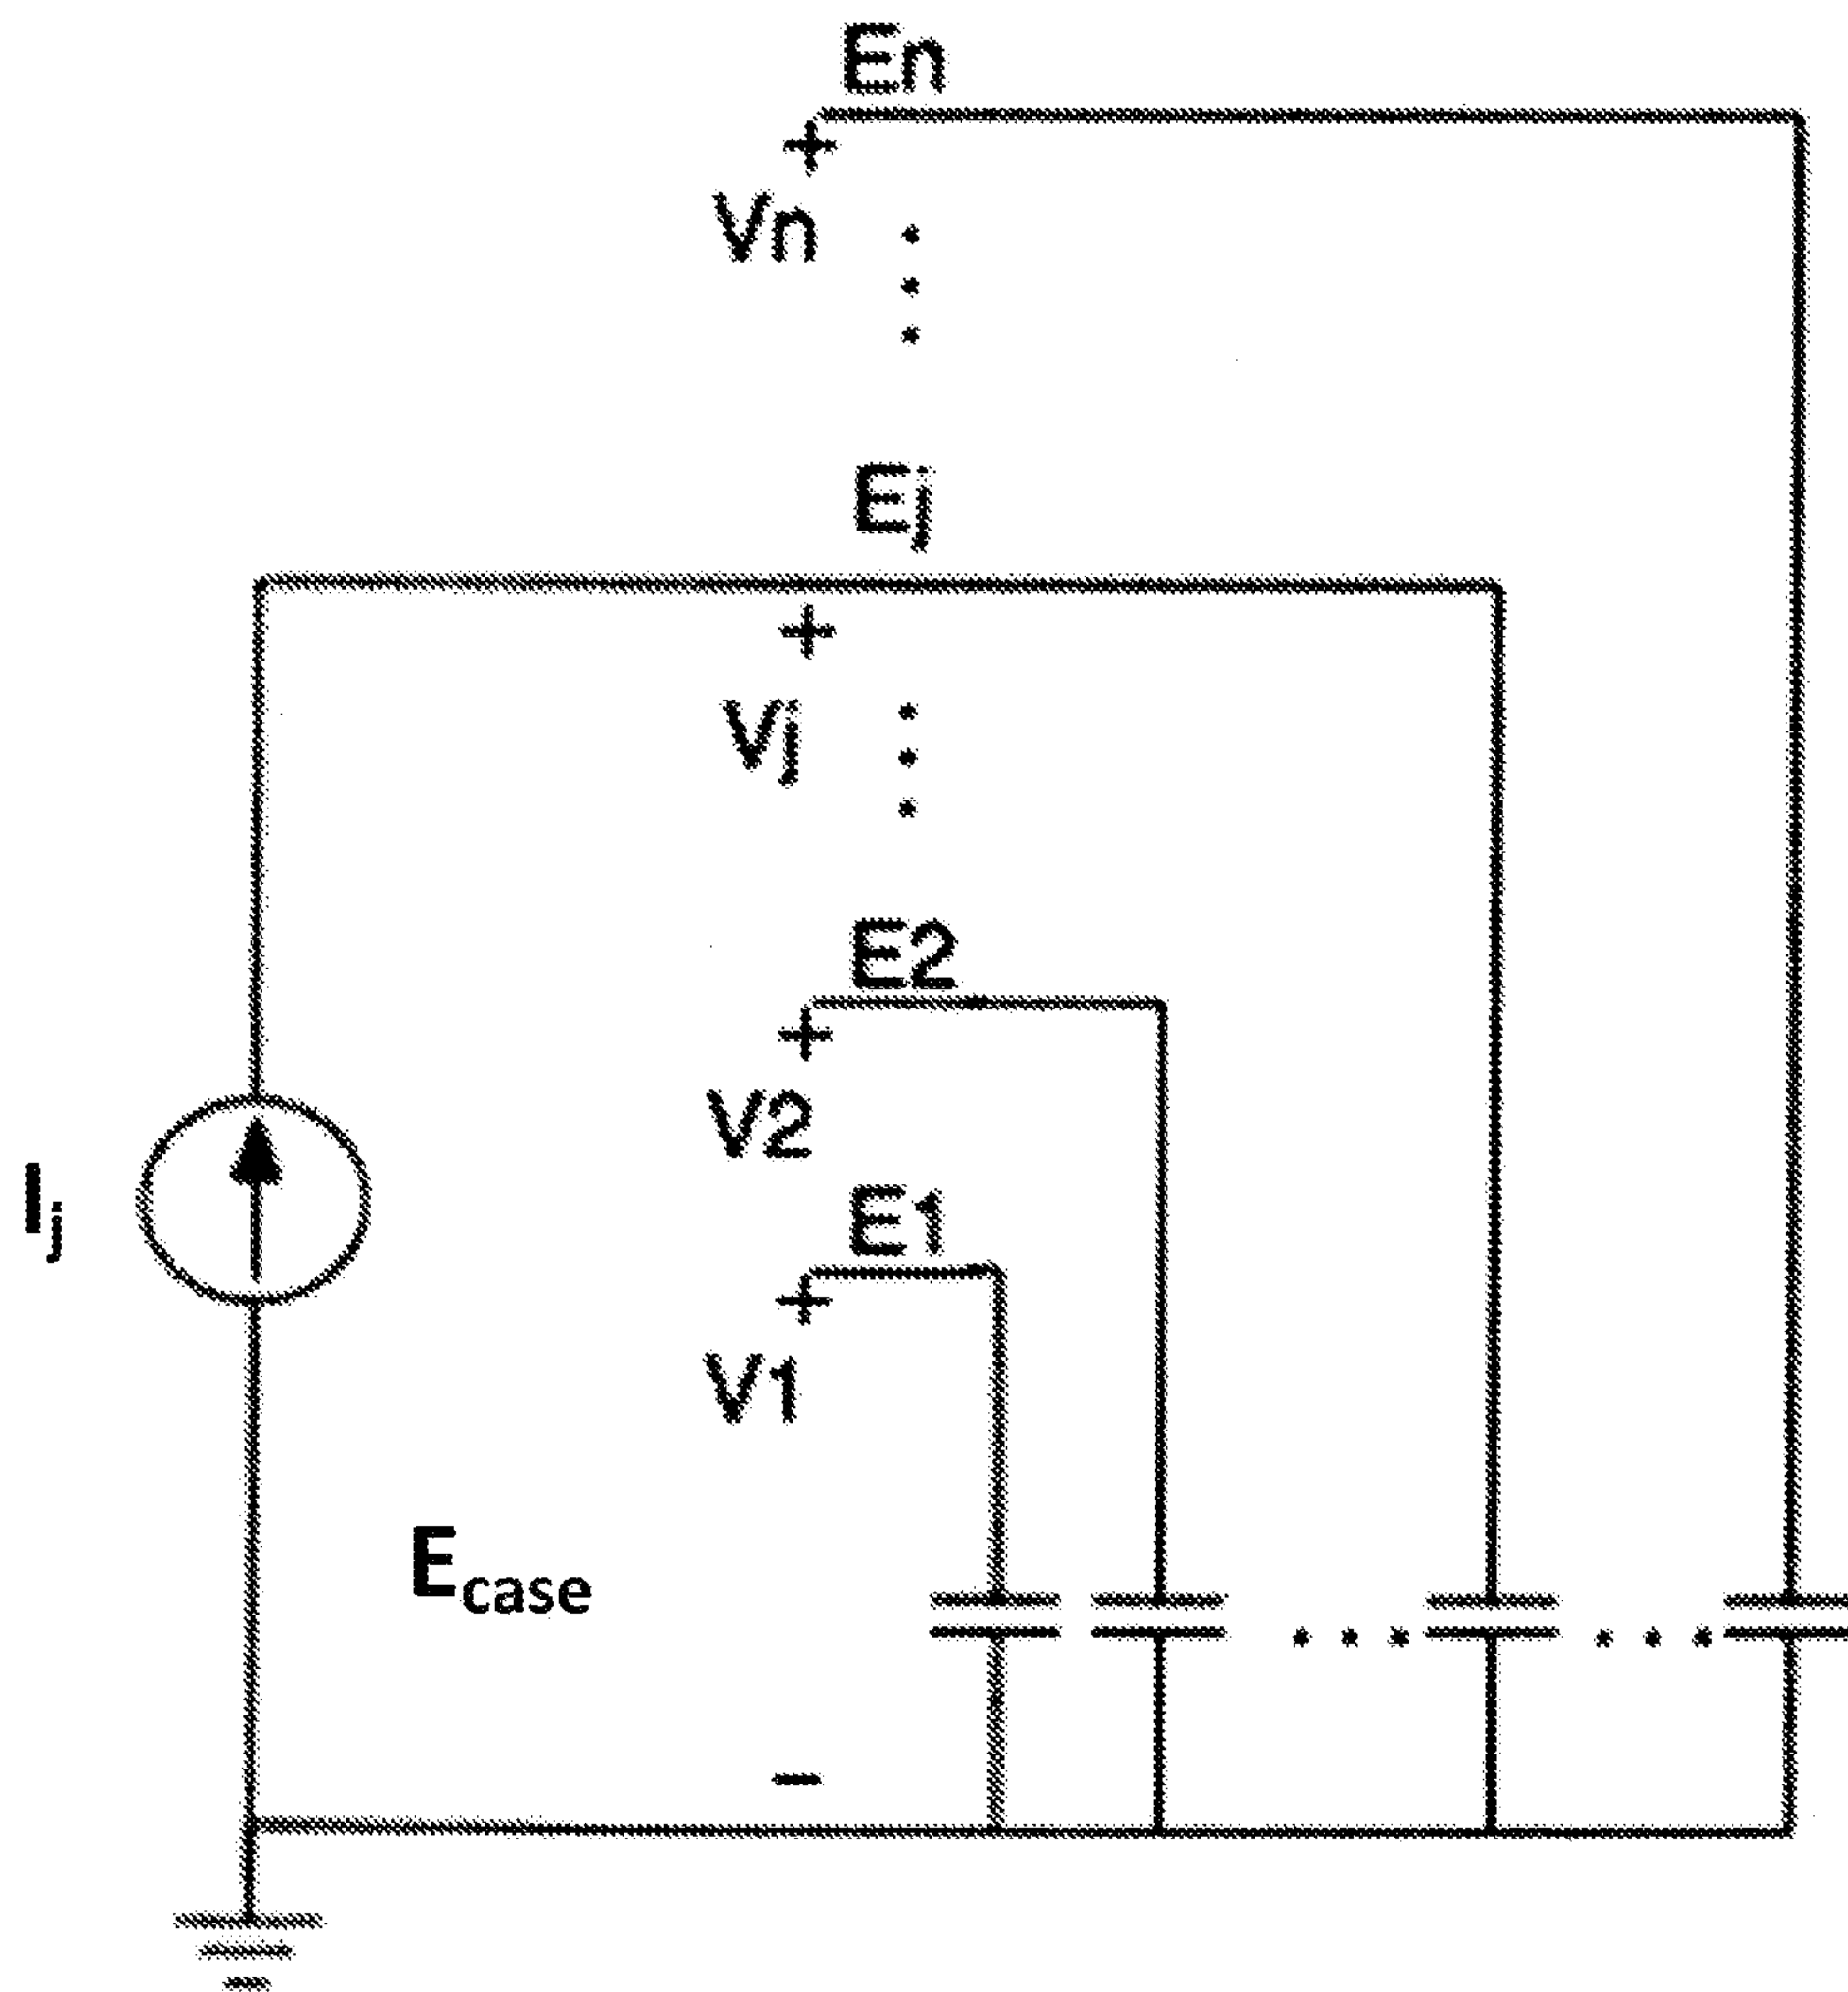 En
+
Vn
Ej
+
Vj
E2
+
V2
Ij
E1
+
V1
Ecase
−